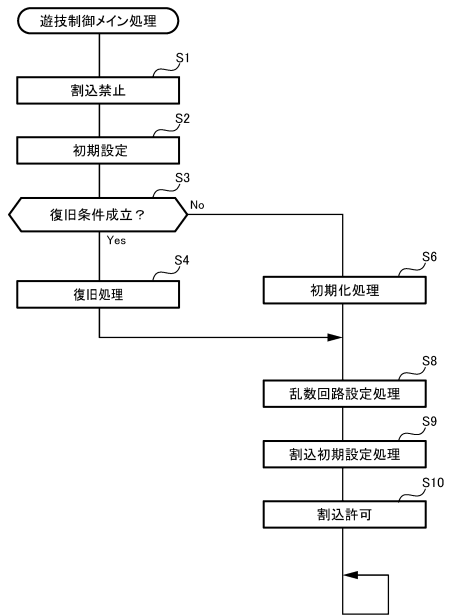 遊技制御メイン処理
S1
割込禁止
S2
初期設定
S3
復旧条件成立？
No
Yes
S4
復旧処理
S6
初期化処理
S8
乱数回路設定処理
S9
割込初期設定処理
S10
割込許可